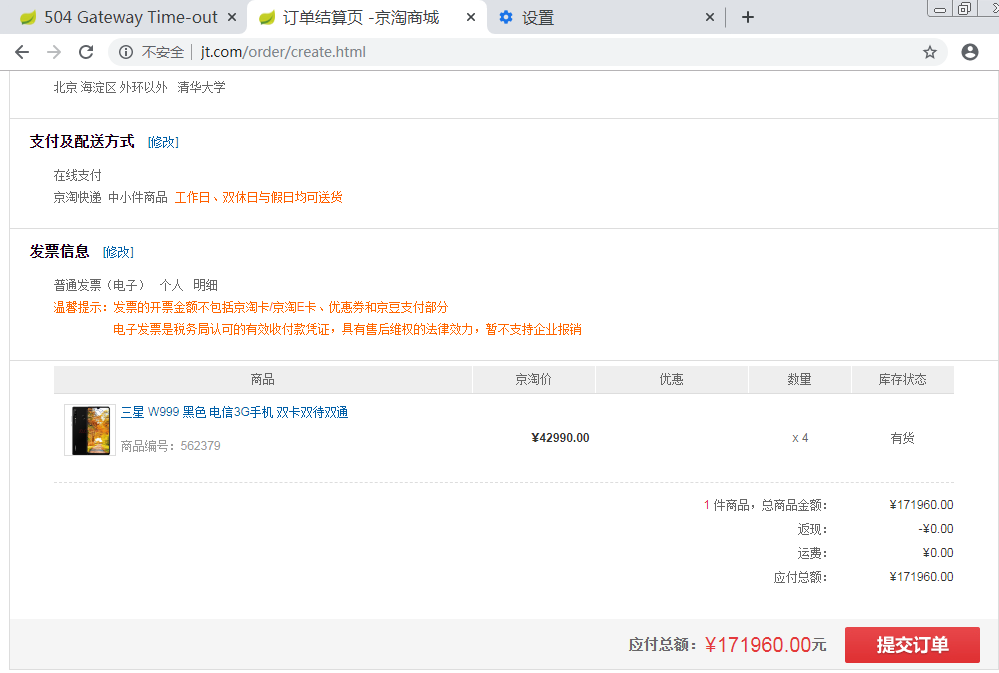 504 Gateway Time-out
订单结算页 -京淘商城
设置
不安全 jt.com/order/create.html
北京 海淀区 外环以外 清华大学
支付及配送方式 [修改]
在线支付
京淘快递 中小件商品 工作日、双休日与假日均可送货
发票信息 [修改]
普通发票（电子） 个人 明细
温馨提示：发票的开票金额不包括京淘卡/京淘E卡、优惠券和京豆支付部分
电子发票是税务局认可的有效收付款凭证，具有售后维权的法律效力，暂不支持企业报销
商品 京淘价 优惠 数量 库存状态
三星 W999 黑色 电信3G手机 双卡双待双通
¥42990.00 x 4 有货
商品编号：562379
1 件商品，总商品金额： ¥171960.00
返现： -¥0.00
运费： ¥0.00
应付总额： ¥171960.00
应付总额：¥171960.00元 提交订单